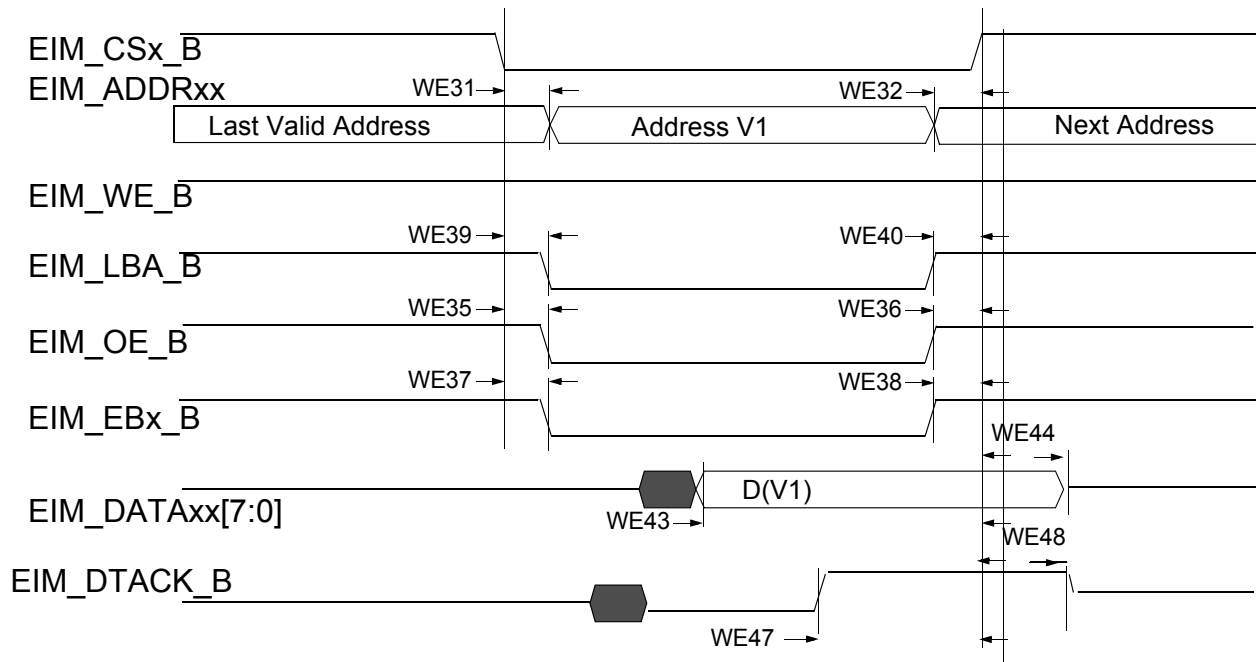 EIM_CSx_B
EIM_ADDRxx
WE31
WE32
Last Valid Address
Address V1
Next Address
EIM_WE_B
WE39
WE40
EIM_LBA_B
WE35
WE36
EIM_OE_B
WE37
WE38
EIM_EBx_B
WE44
D(V1)
EIM_DATAxx[7:0]
WE43
WE48
EIM_DTACK_B
WE47